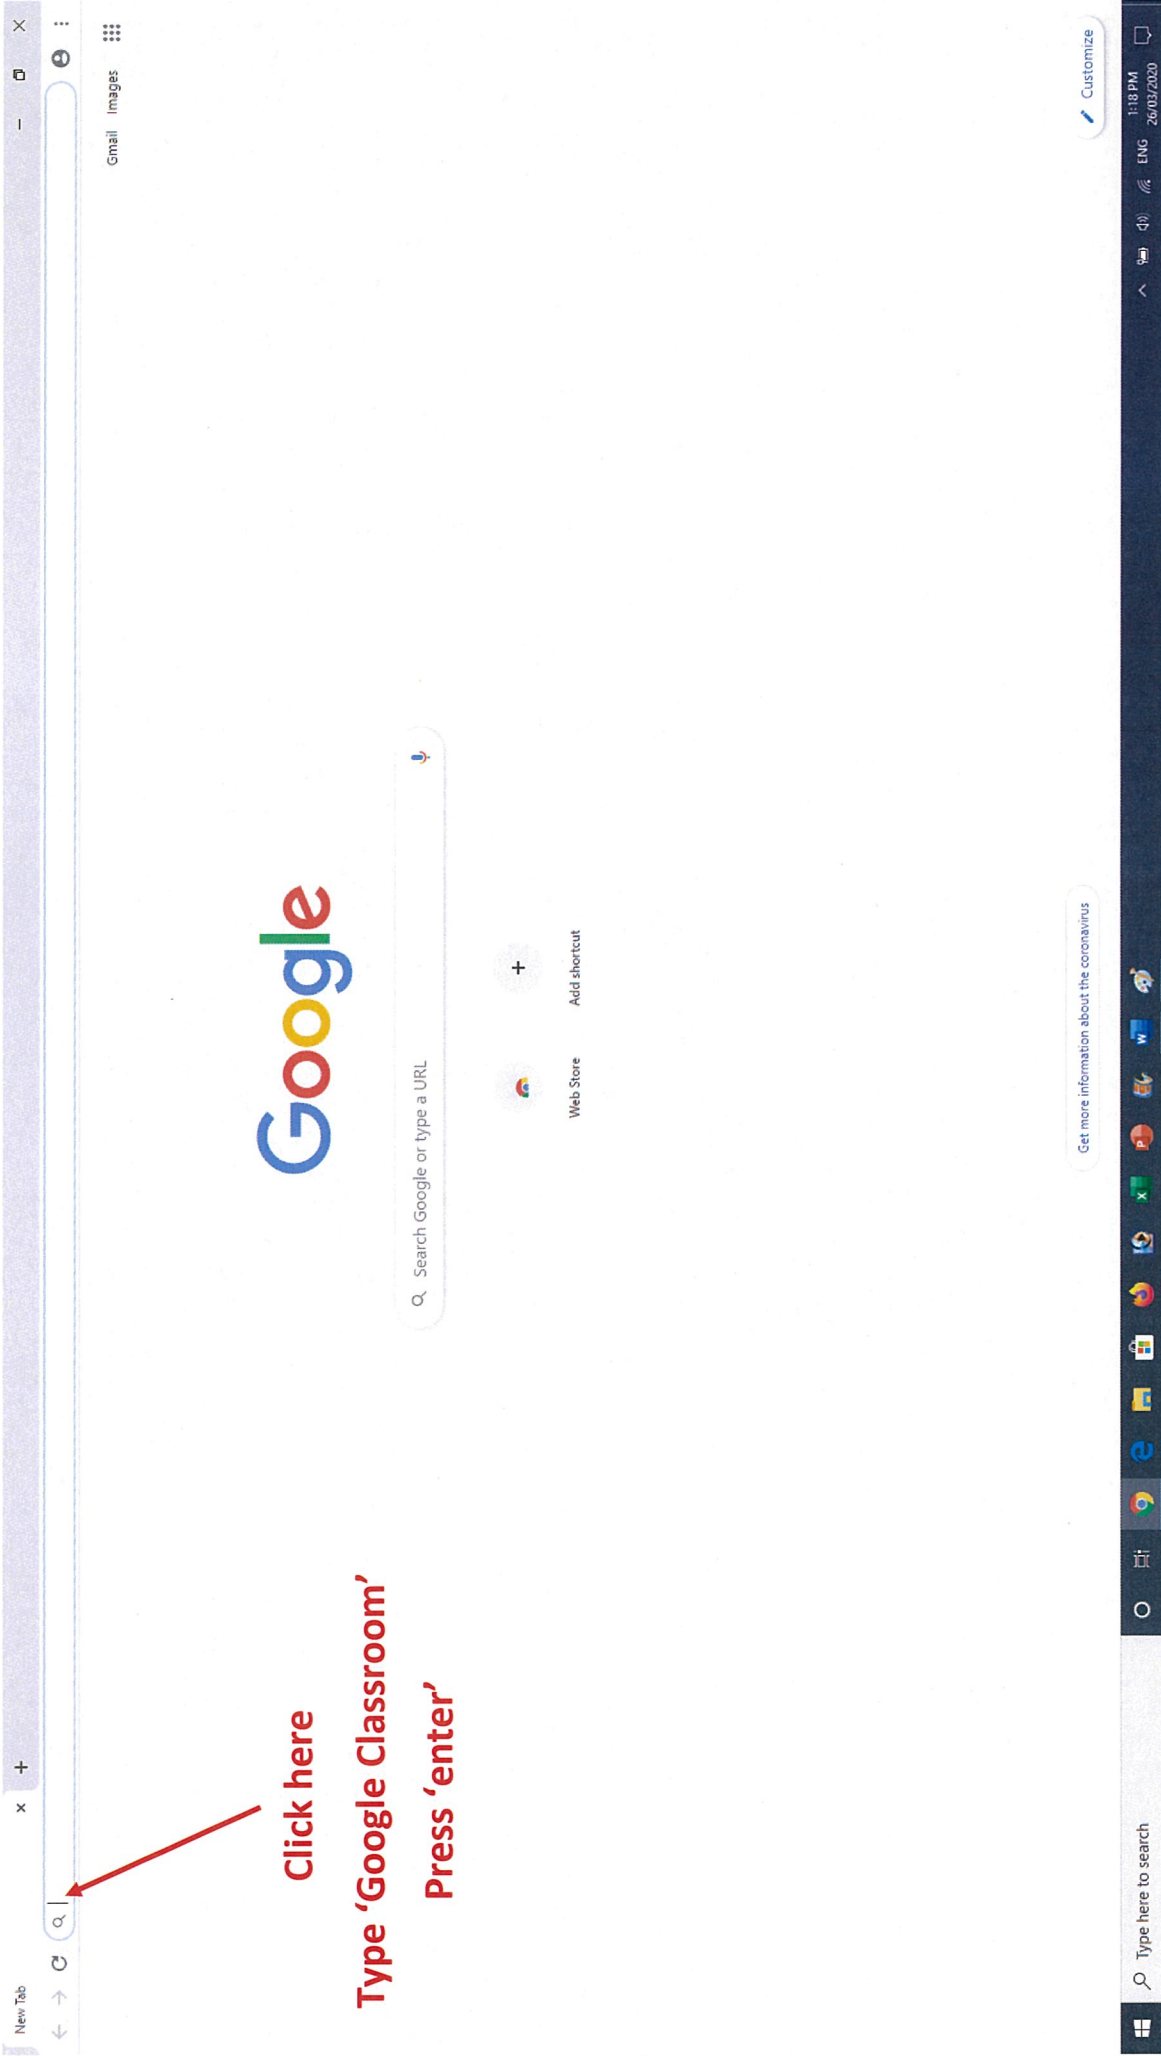 New Tab
Gmail Images
Google
Search Google or type a URL
Web Store
Add shortcut
Click here
Type ‘Google Classroom’
Press ‘enter’
Get more information about the coronavirus
Customize
Type here to search
ENG
1:18 PM
26/03/2020